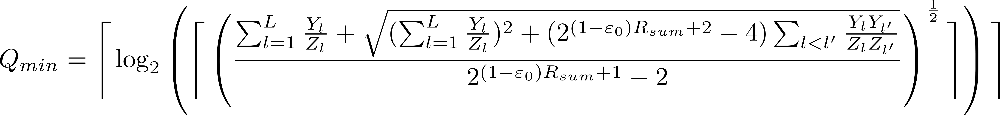 Q_{min} = \left\lceil \log_2 \left( \left\lceil \left( \frac{\sum_{l=1}^{L} \frac{Y_l}{Z_l} + \sqrt{(\sum_{l=1}^{L} \frac{Y_l}{Z_l})^2 + (2^{(1-\varepsilon_0)R_{sum}+2} - 4) \sum_{l<l'} \frac{Y_l Y_{l'}}{Z_l Z_{l'}}}}{2^{(1-\varepsilon_0)R_{sum}+1} - 2} \right)^{\frac{1}{2}} \right\rceil \right) \right\rceil